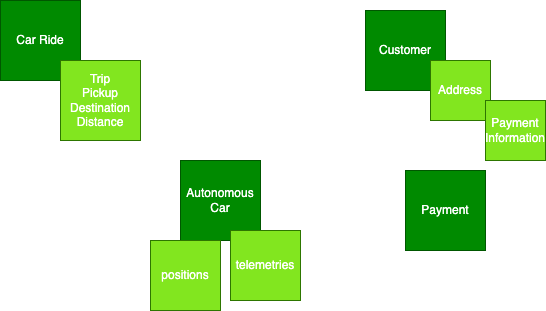 Car Ride
Trip
Pickup
Destination
Distance
Customer
Address
Payment
Information
Autonomous
Car
positions
telemetries
Payment